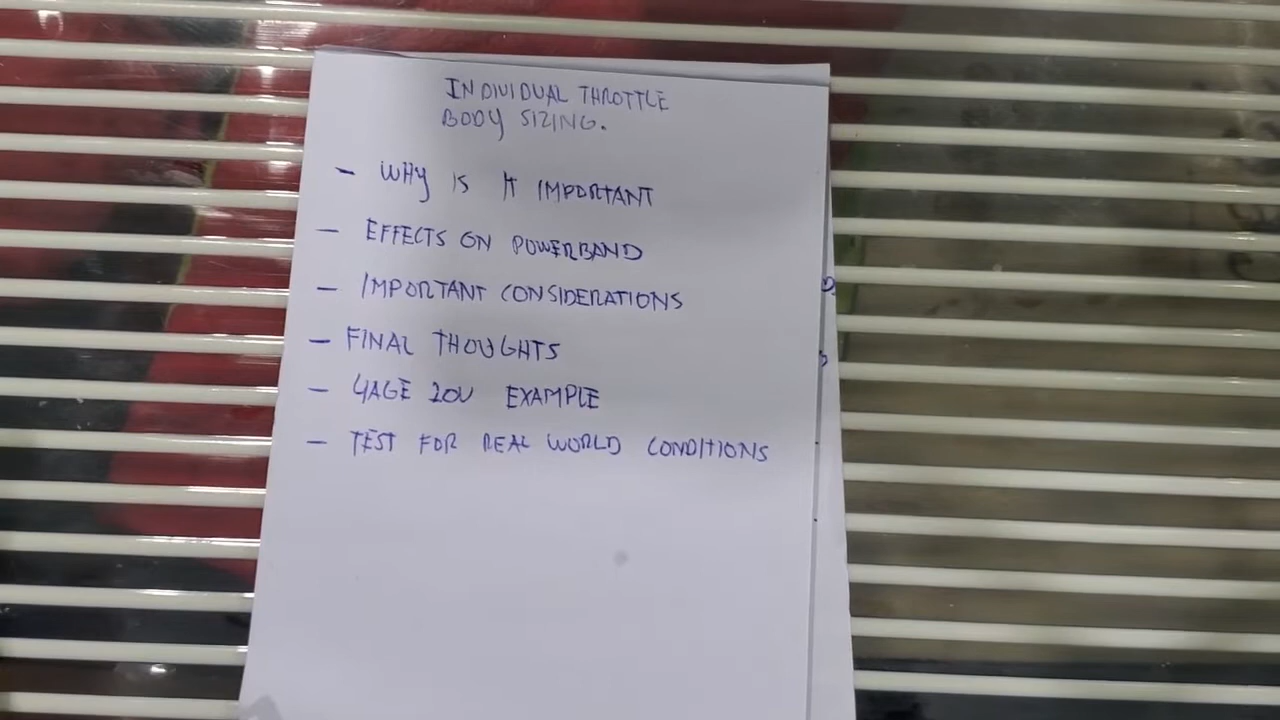 INDIVIDUAL THROTTLE
BODY SIZING.
- WHY IS IT IMPORTANT
- EFFECTS ON POWERBAND
- IMPORTANT CONSIDERATIONS
- FINAL THOUGHTS
- 4AGE 20V EXAMPLE
- TEST FOR REAL WORLD CONDITIONS